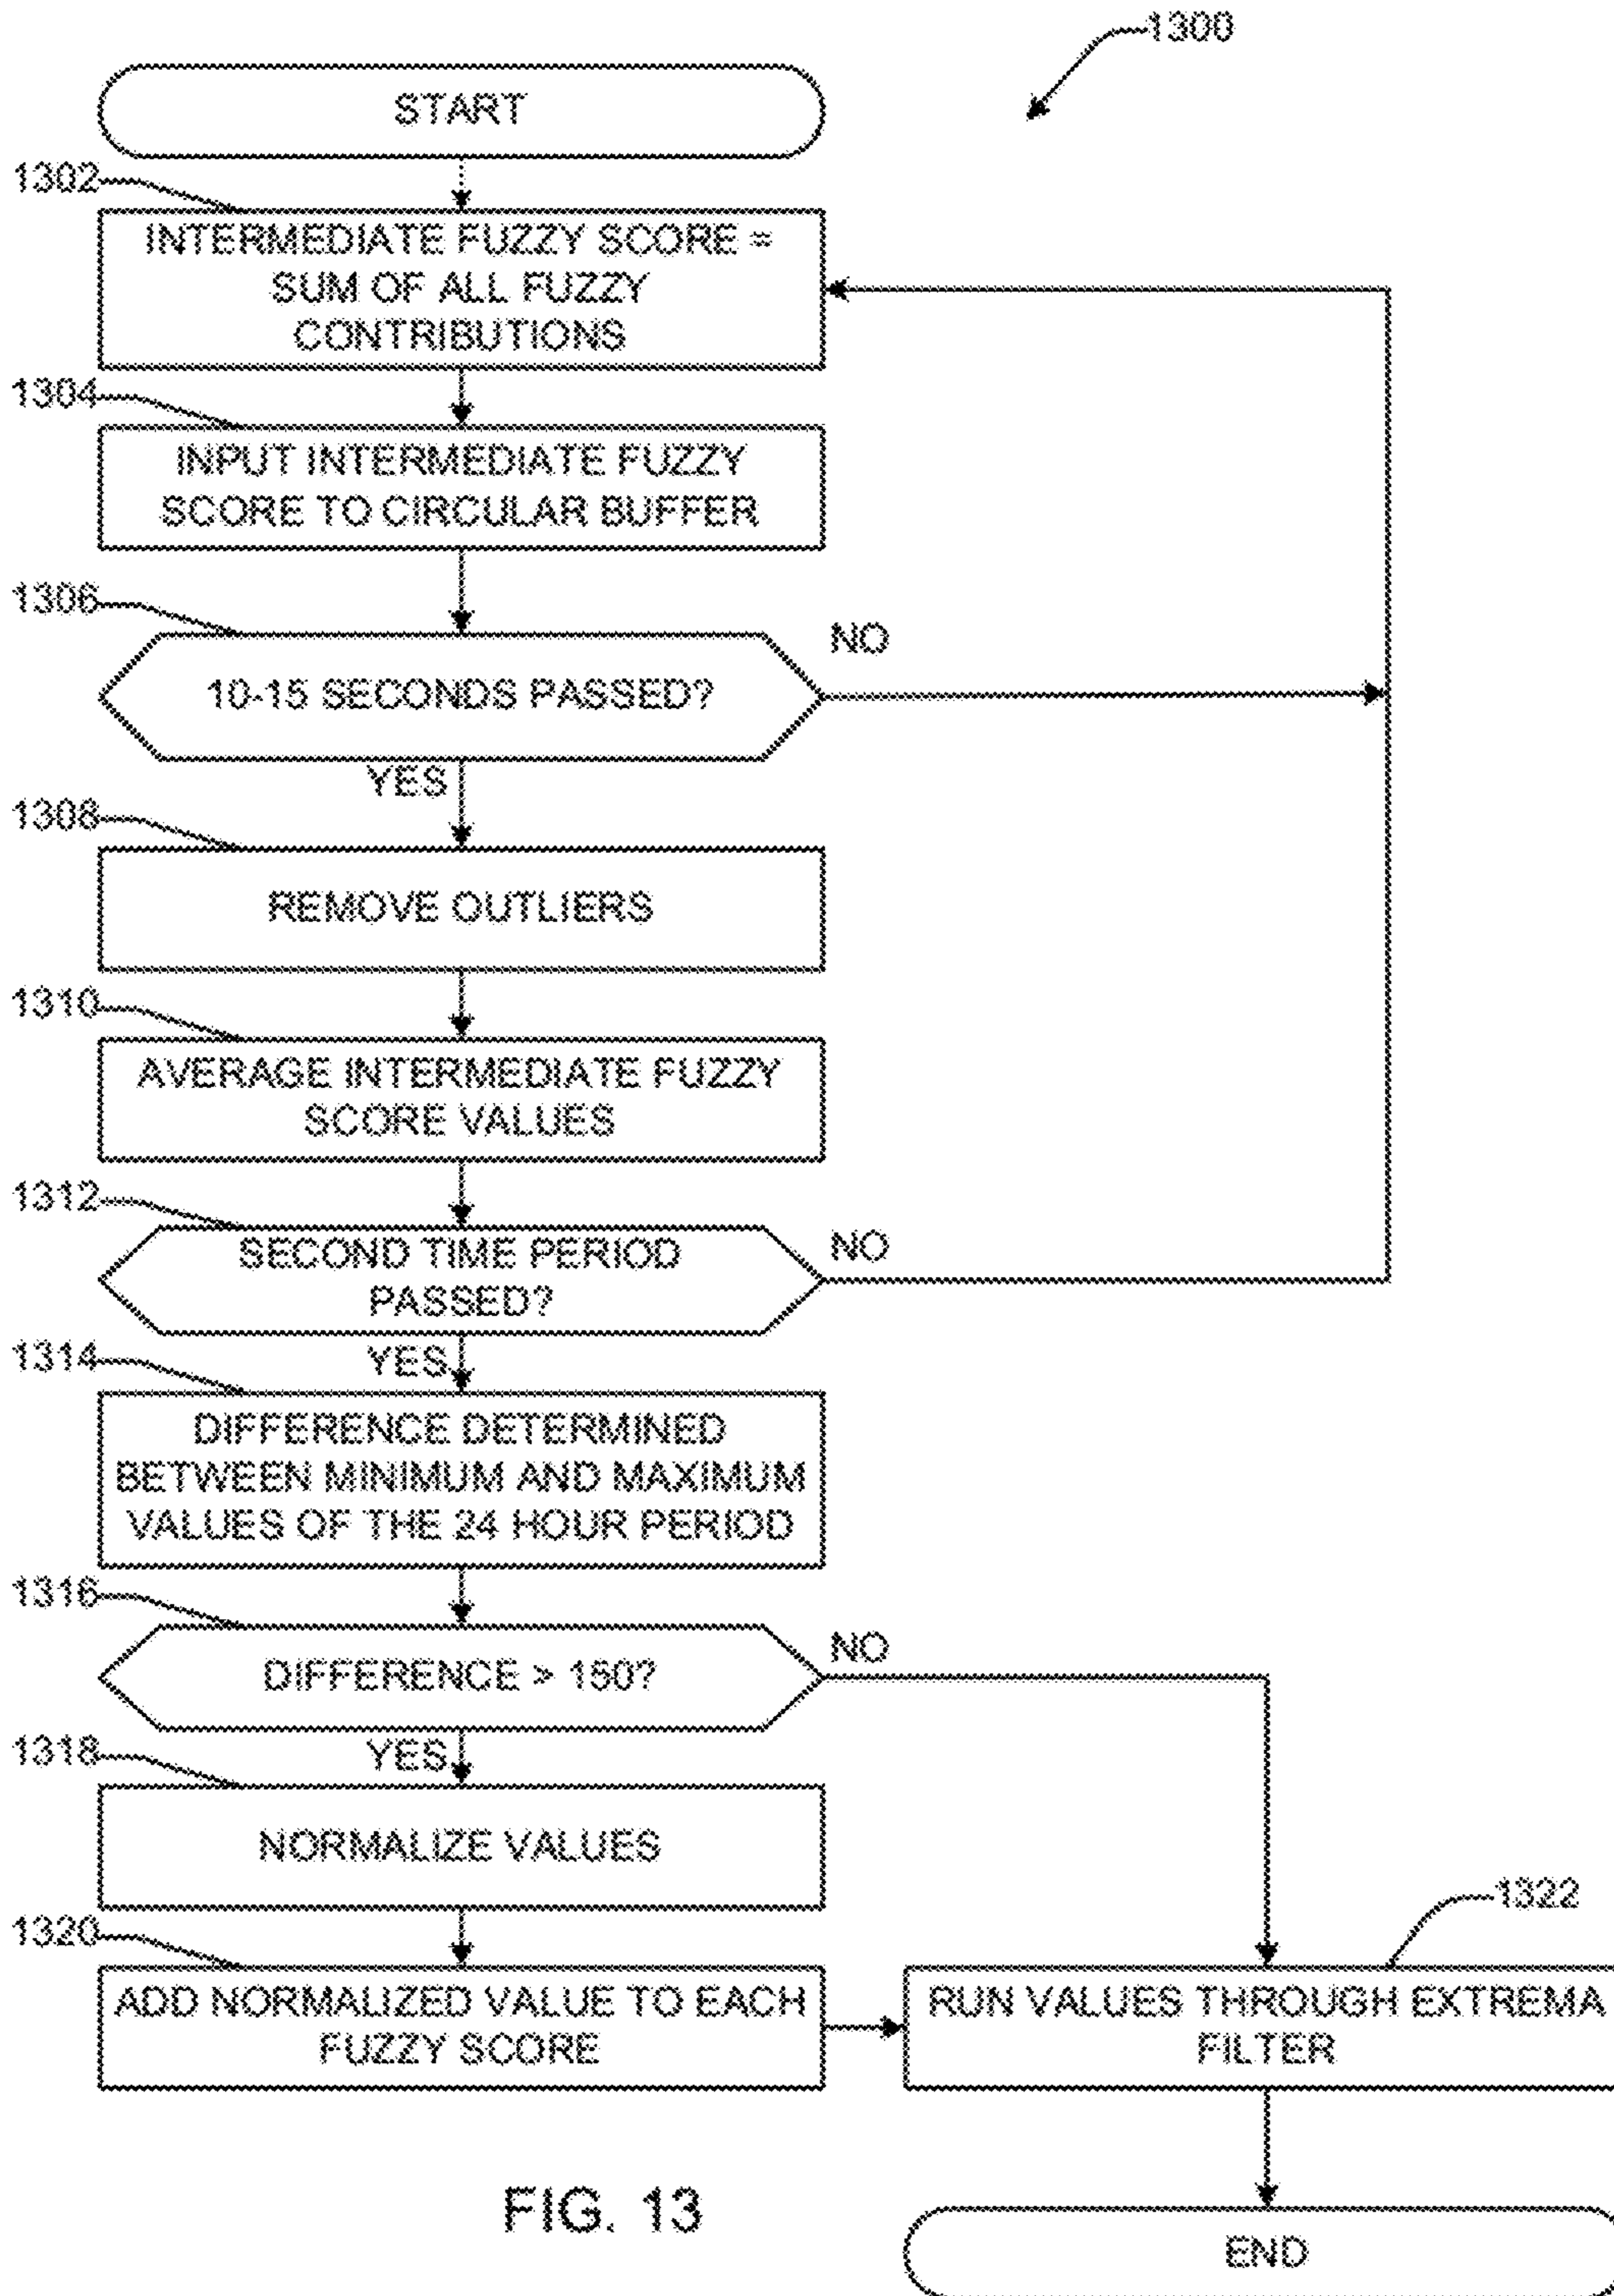 1300
START
1302
INTERMEDIATE FUZZY SCORE =
SUM OF ALL FUZZY
CONTRIBUTIONS
1304
INPUT INTERMEDIATE FUZZY
SCORE TO CIRCULAR BUFFER
1306
10-15 SECONDS PASSED?
NO
YES
1308
REMOVE OUTLIERS
1310
AVERAGE INTERMEDIATE FUZZY
SCORE VALUES
1312
SECOND TIME PERIOD
PASSED?
NO
YES
1314
DIFFERENCE DETERMINED
BETWEEN MINIMUM AND MAXIMUM
VALUES OF THE 24 HOUR PERIOD
1316
DIFFERENCE > 150?
NO
YES
1318
NORMALIZE VALUES
1320
ADD NORMALIZED VALUE TO EACH
FUZZY SCORE
1322
RUN VALUES THROUGH EXTREMA
FILTER
END
FIG. 13